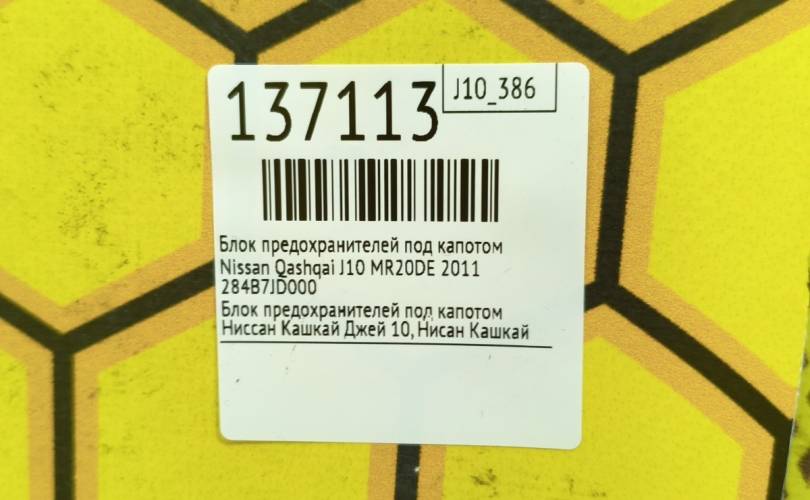 137113
J10_386
Блок предохранителей под капотом
Nissan Qashqai J10 MR20DE 2011
284B7JD000
Блок предохранителей под капотом
Ниссан Кашкай Джей 10, Нисан Кашкай